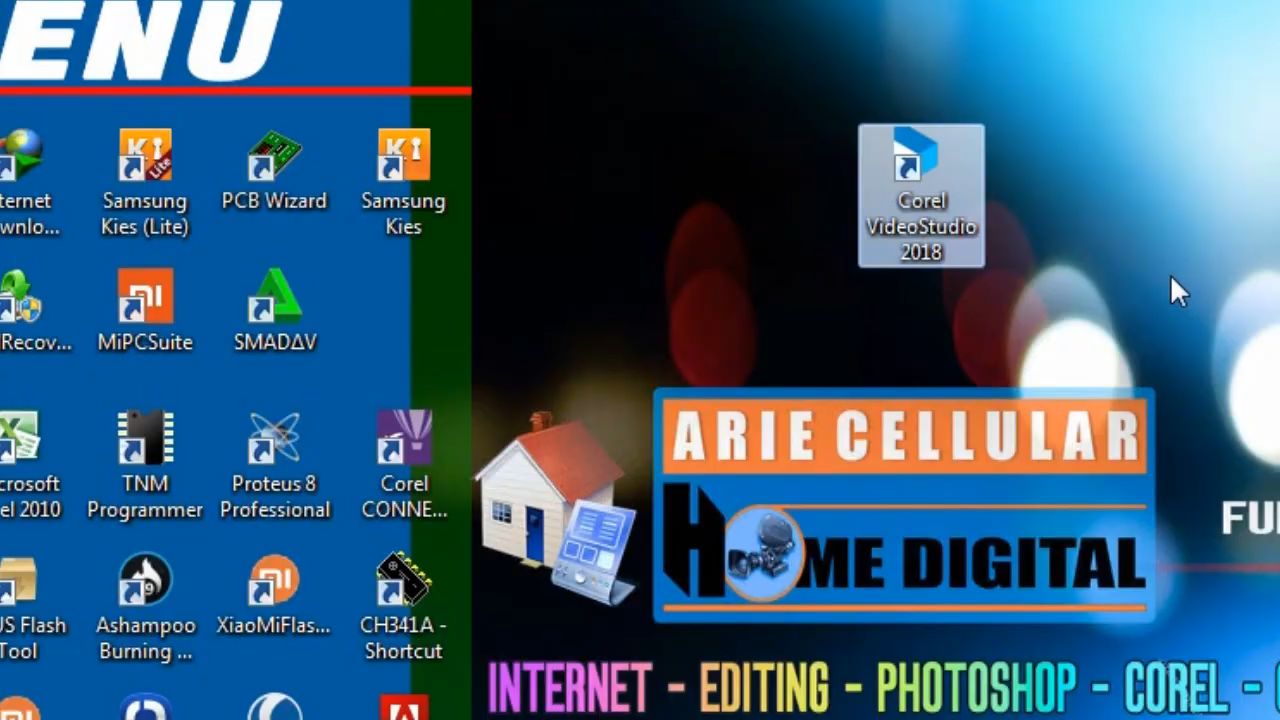 ENU
ternet
wnlo...
Samsung
Kies (Lite)
PCB Wizard
Samsung
Kies
Corel
VideoStudio
2018
Recov...
MiPCSuite
SMADΔV
crosoft
el 2010
TNM
Programmer
Proteus 8
Professional
Corel
CONNE...
ARIE CELLULAR
HOME DIGITAL
FU
US Flash
Tool
Ashampoo
Burning ...
XiaoMiFlas...
CH341A -
Shortcut
INTERNET - EDITING - PHOTOSHOP - COREL -